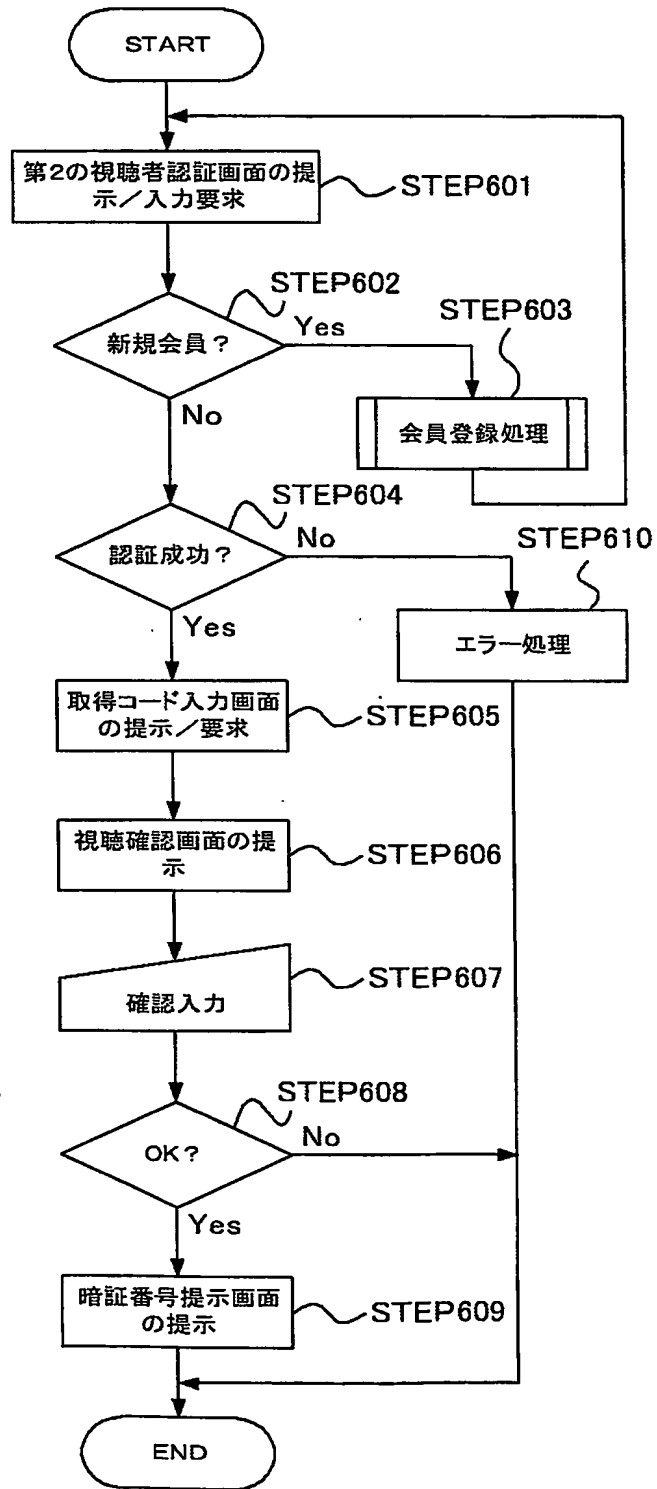 START
第2の視聴者認証画面の提
示／入力要求
STEP601
STEP602
新規会員？
Yes
No
STEP603
会員登録処理
STEP604
認証成功？
No
Yes
STEP610
エラー処理
取得コード入力画面
の提示／要求
STEP605
視聴確認画面の提
示
STEP606
確認入力
STEP607
STEP608
OK？
No
Yes
暗証番号提示画面
の提示
STEP609
END